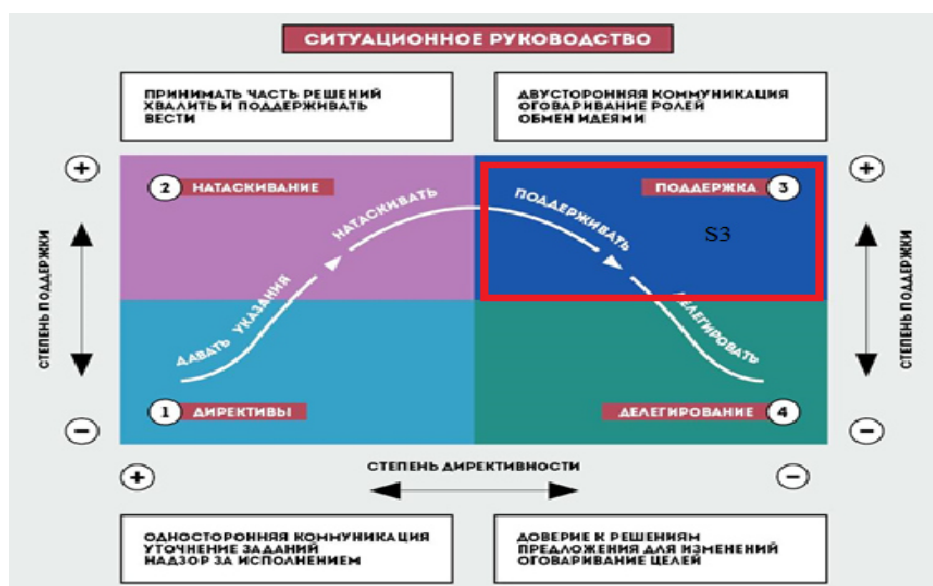 СИТУАЦИОННОЕ РУКОВОДСТВО
ПРИНИМАТЬ ЧАСТЬ РЕШЕНИЙ
ХВАЛИТЬ И ПОДДЕРЖИВАТЬ
ВЕСТИ
ДВУСТОРОННЯЯ КОММУНИКАЦИЯ
ОГОВАРИВАНИЕ РОЛЕЙ
ОБМЕН ИДЕЯМИ
+
+
2 НАТАСКИВАНИЕ
ПОДДЕРЖКА 3
S3
НАТАСКИВАТЬ
ПОДДЕРЖИВАТЬ
СТЕПЕНЬ ПОДДЕРЖКИ
СТЕПЕНЬ ПОДДЕРЖКИ
ДАВАТЬ УКАЗАНИЯ
ДЕЛЕГИРОВАТЬ
1 ДИРЕКТИВЫ
ДЕЛЕГИРОВАНИЕ 4
−
−
+
СТЕПЕНЬ ДИРЕКТИВНОСТИ
−
ОДНОСТОРОННЯЯ КОММУНИКАЦИЯ
УТОЧНЕНИЕ ЗАДАНИЙ
НАДЗОР ЗА ИСПОЛНЕНИЕМ
ДОВЕРИЕ К РЕШЕНИЯМ
ПРЕДЛОЖЕНИЯ ДЛЯ ИЗМЕНЕНИЙ
ОГОВАРИВАНИЕ ЦЕЛЕЙ